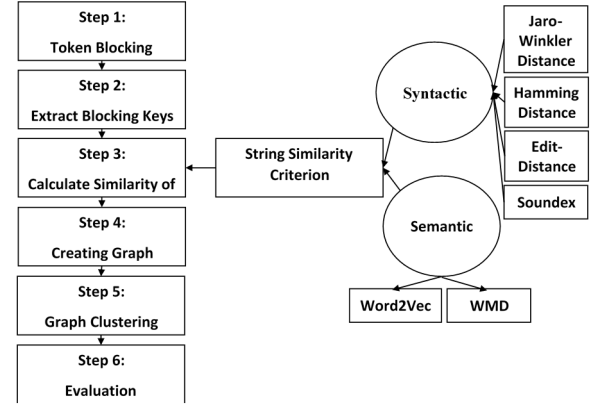 Step 1:
Token Blocking
Step 2:
Extract Blocking Keys
Step 3:
Calculate Similarity of
Step 4:
Creating Graph
Step 5:
Graph Clustering
Step 6:
Evaluation
String Similarity
Criterion
Syntactic
Semantic
Jaro-
Winkler
Distance
Hamming
Distance
Edit-
Distance
Soundex
Word2Vec
WMD